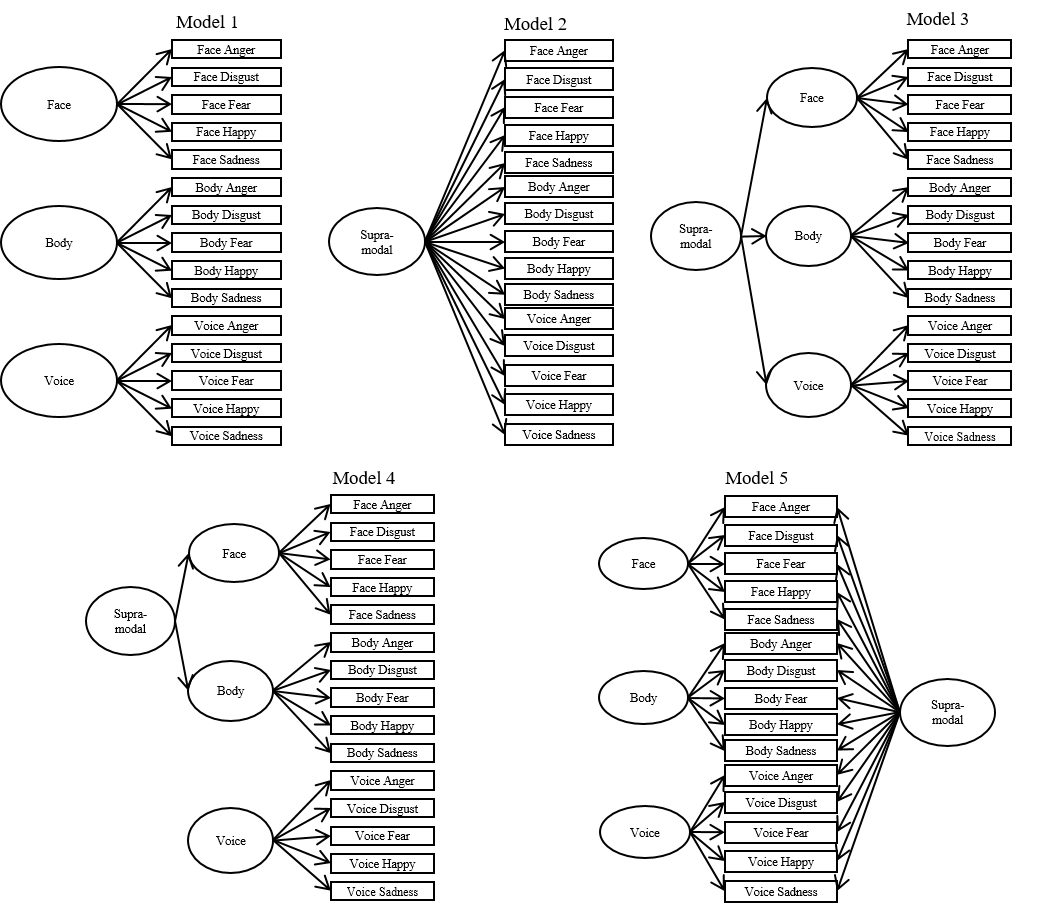 Model 1
Face
Face Anger
Face Disgust
Face Fear
Face Happy
Face Sadness
Body
Body Anger
Body Disgust
Body Fear
Body Happy
Body Sadness
Voice
Voice Anger
Voice Disgust
Voice Fear
Voice Happy
Voice Sadness
Model 2
Supra-
modal
Face Anger
Face Disgust
Face Fear
Face Happy
Face Sadness
Body Anger
Body Disgust
Body Fear
Body Happy
Body Sadness
Voice Anger
Voice Disgust
Voice Fear
Voice Happy
Voice Sadness
Model 3
Supra-
modal
Face
Face Anger
Face Disgust
Face Fear
Face Happy
Face Sadness
Body
Body Anger
Body Disgust
Body Fear
Body Happy
Body Sadness
Voice
Voice Anger
Voice Disgust
Voice Fear
Voice Happy
Voice Sadness
Model 4
Supra-
modal
Face
Face Anger
Face Disgust
Face Fear
Face Happy
Face Sadness
Body
Body Anger
Body Disgust
Body Fear
Body Happy
Body Sadness
Voice
Voice Anger
Voice Disgust
Voice Fear
Voice Happy
Voice Sadness
Model 5
Face
Face Anger
Face Disgust
Face Fear
Face Happy
Face Sadness
Body
Body Anger
Body Disgust
Body Fear
Body Happy
Body Sadness
Voice
Voice Anger
Voice Disgust
Voice Fear
Voice Happy
Voice Sadness
Supra-
modal